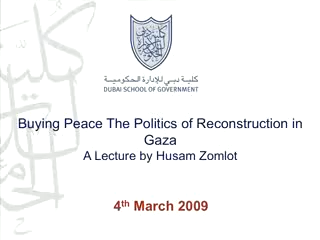 كلية دبي للإدارة الحكومية
DUBAI SCHOOL OF GOVERNMENT
Buying Peace The Politics of Reconstruction in
Gaza
A Lecture by Husam Zomlot
4th March 2009